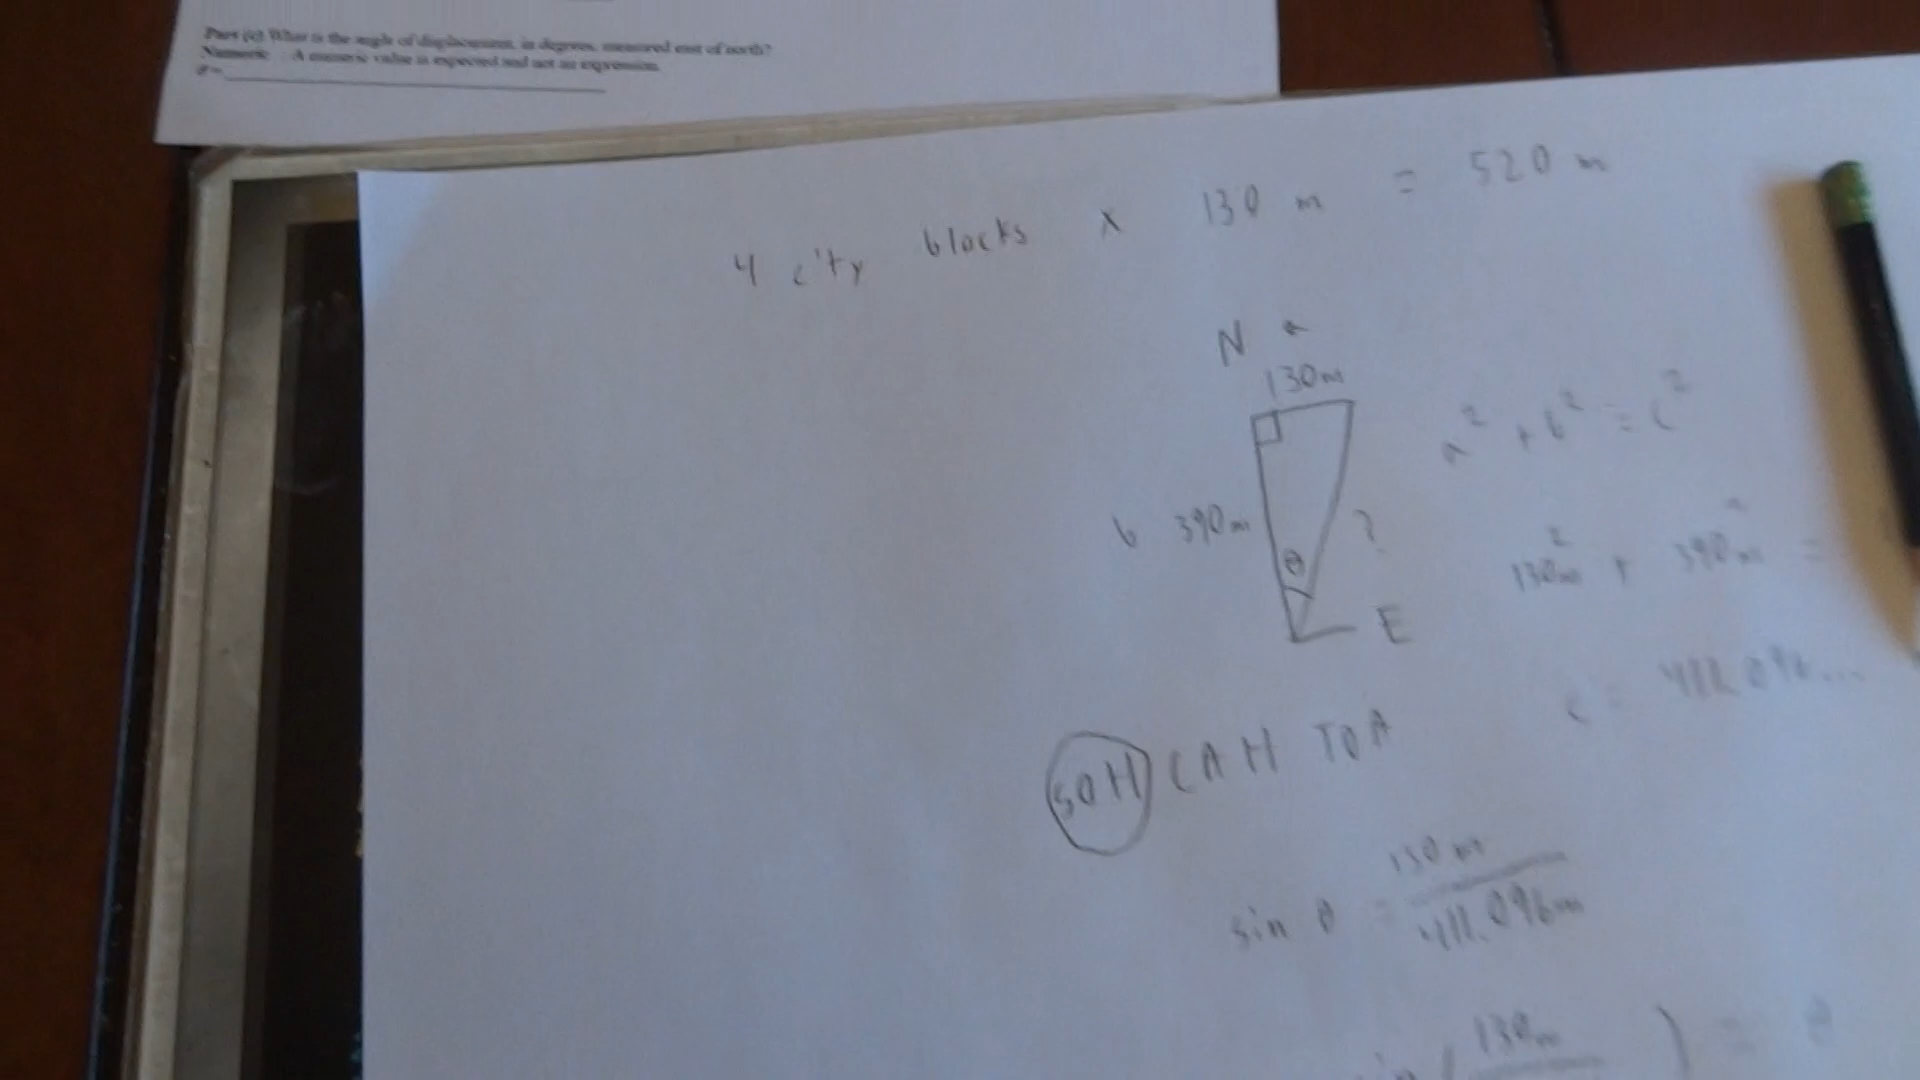 Part (c) What is the angle of displacement, in degrees, measured east of north?
Numeric : A numeric value is expected and not an expression.
θ = ____________
4 city blocks x 130 m = 520 m
N a
130m
a² + b² = c²
b 390m
θ
?
130m² + 390m² =
E
c = 411.096...
SOH CAH TOA
sin θ = 130 m / 411.096m
130m
) = θ